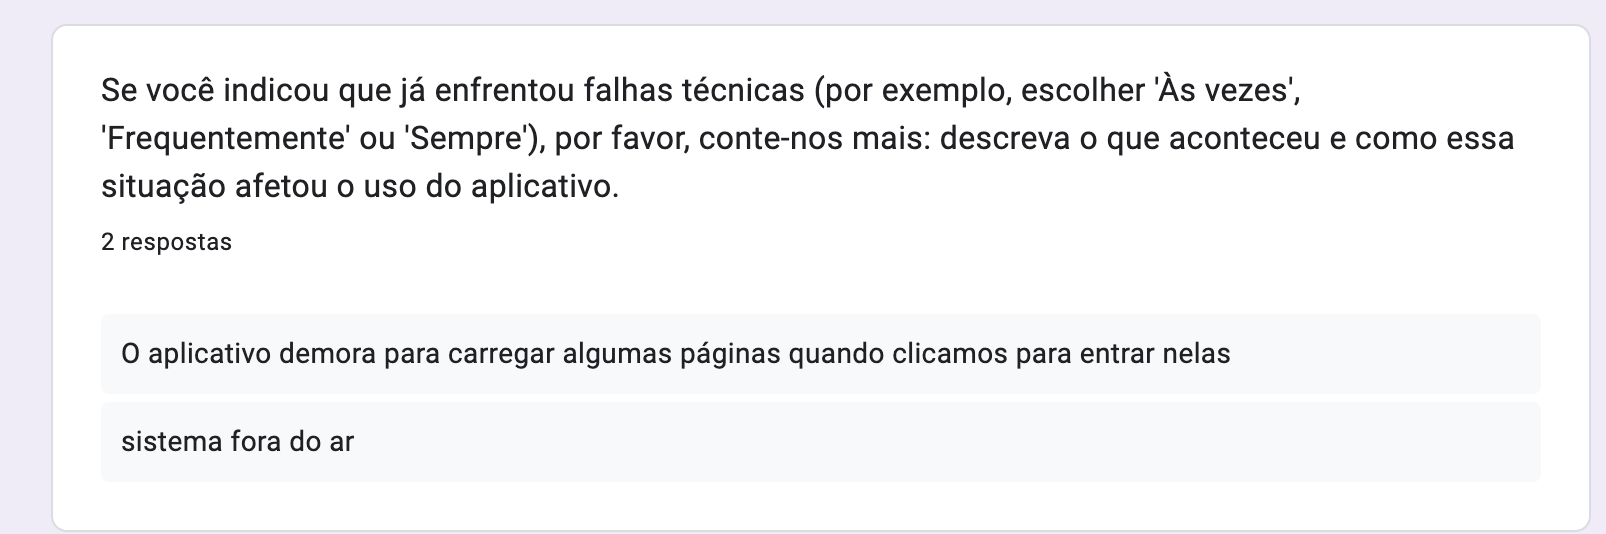 Se você indicou que já enfrentou falhas técnicas (por exemplo, escolher 'Às vezes',
'Frequentemente' ou 'Sempre'), por favor, conte-nos mais: descreva o que aconteceu e como essa
situação afetou o uso do aplicativo.
2 respostas
O aplicativo demora para carregar algumas páginas quando clicamos para entrar nelas
sistema fora do ar